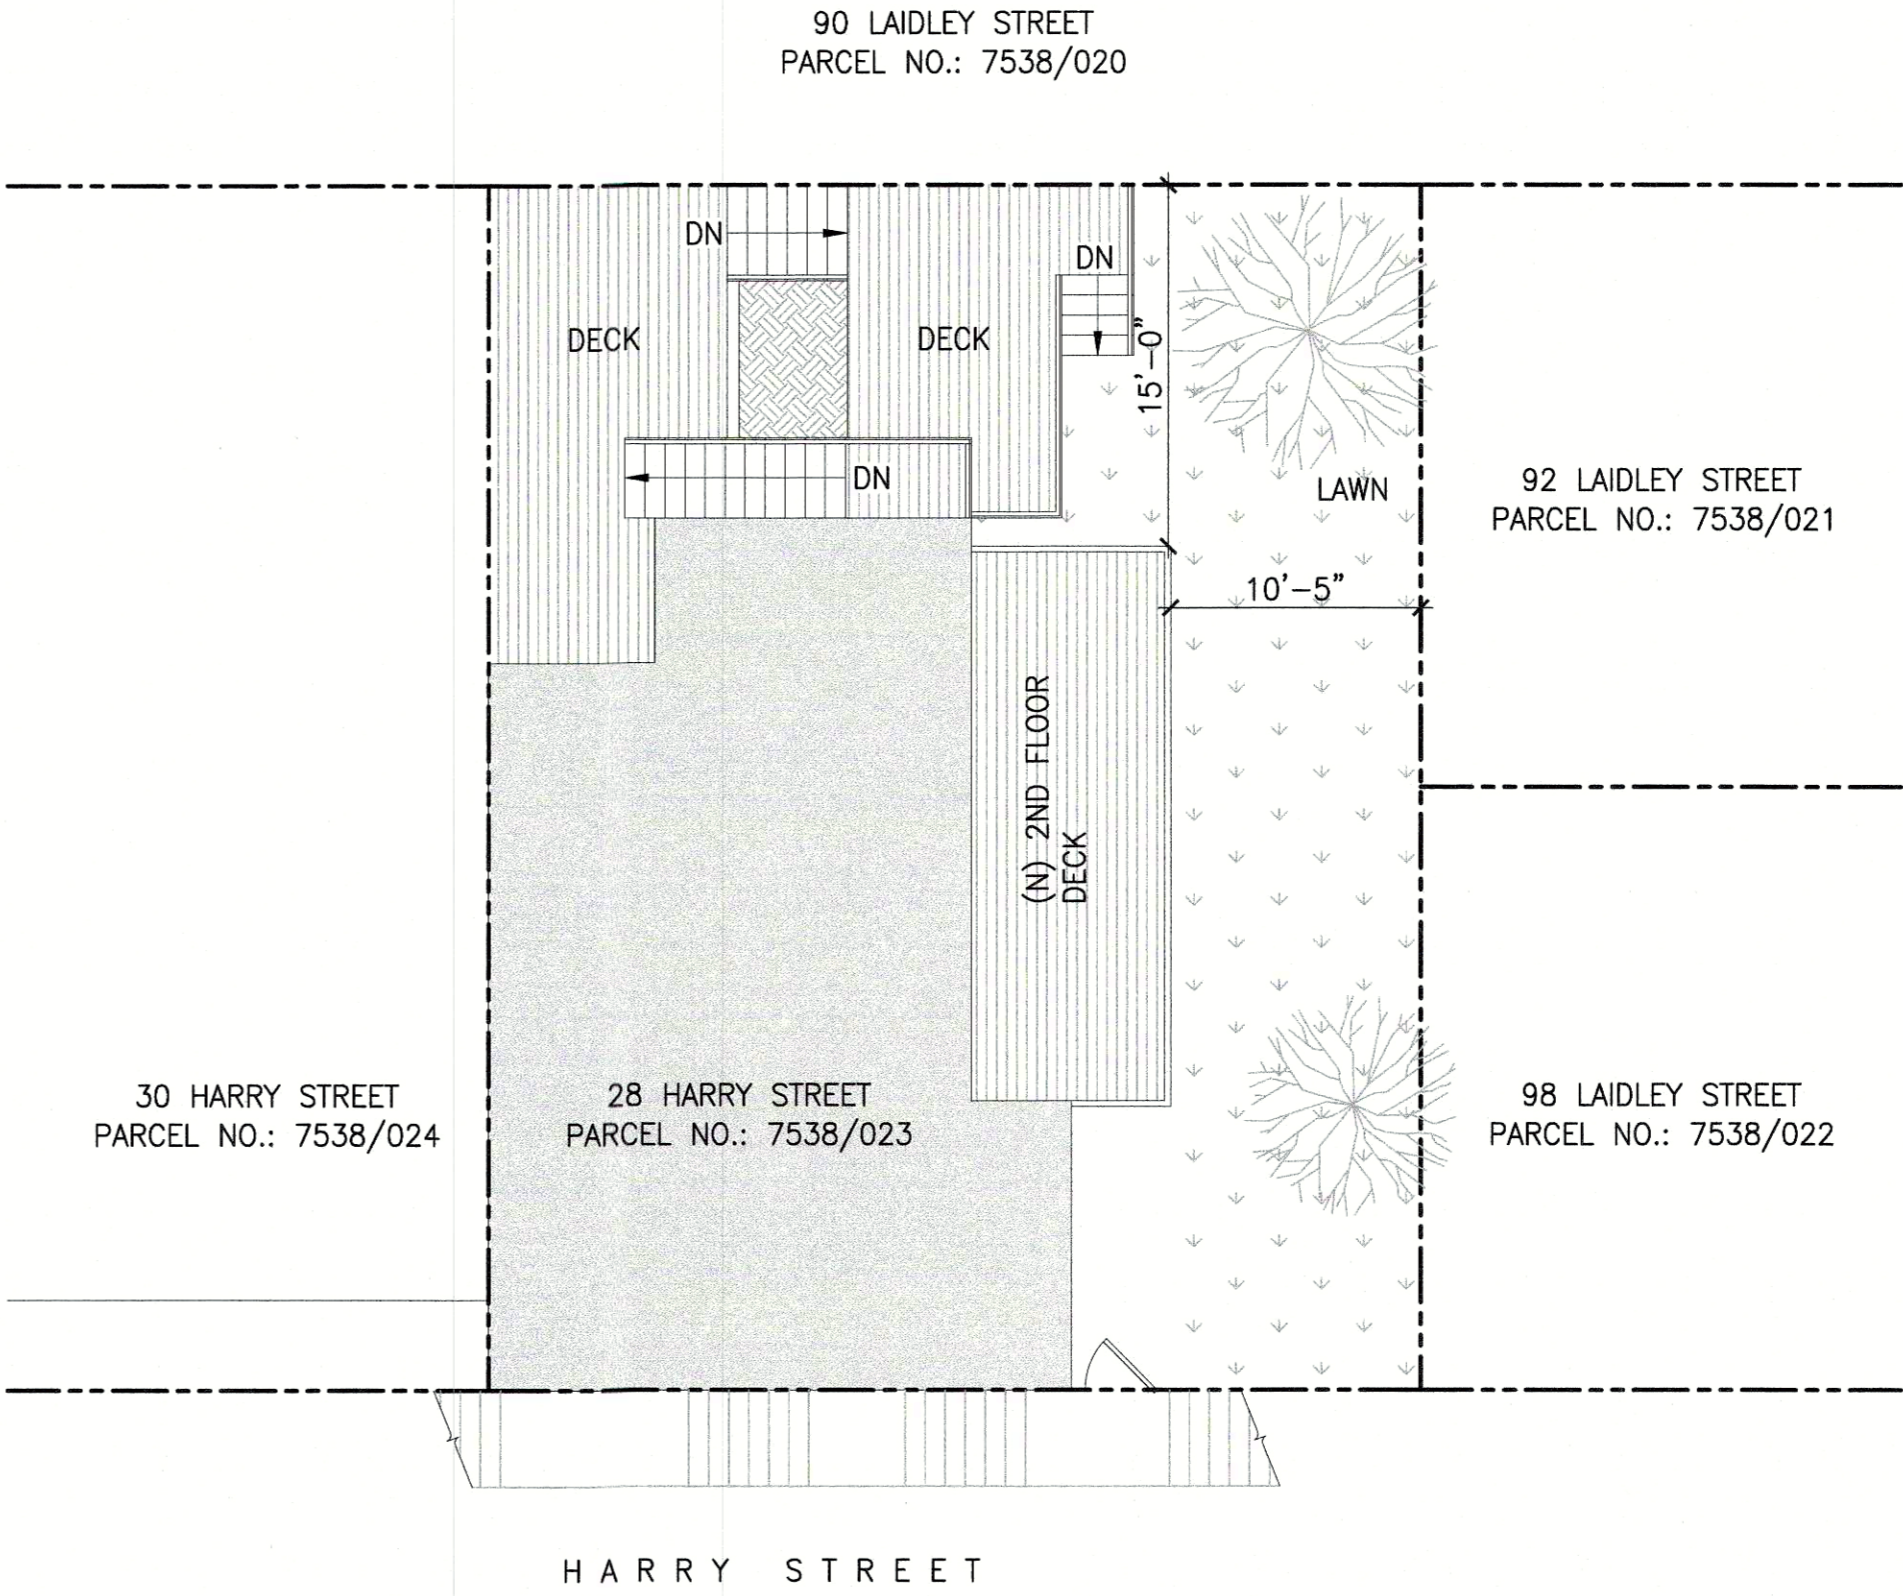 90 LAIDLEY STREET
PARCEL NO.: 7538/020
DN
DN
DECK
DECK
15'-0"
DN
LAWN
92 LAIDLEY STREET
PARCEL NO.: 7538/021
10'-5"
(N) 2ND FLOOR
DECK
30 HARRY STREET
PARCEL NO.: 7538/024
28 HARRY STREET
PARCEL NO.: 7538/023
98 LAIDLEY STREET
PARCEL NO.: 7538/022
HARRY STREET